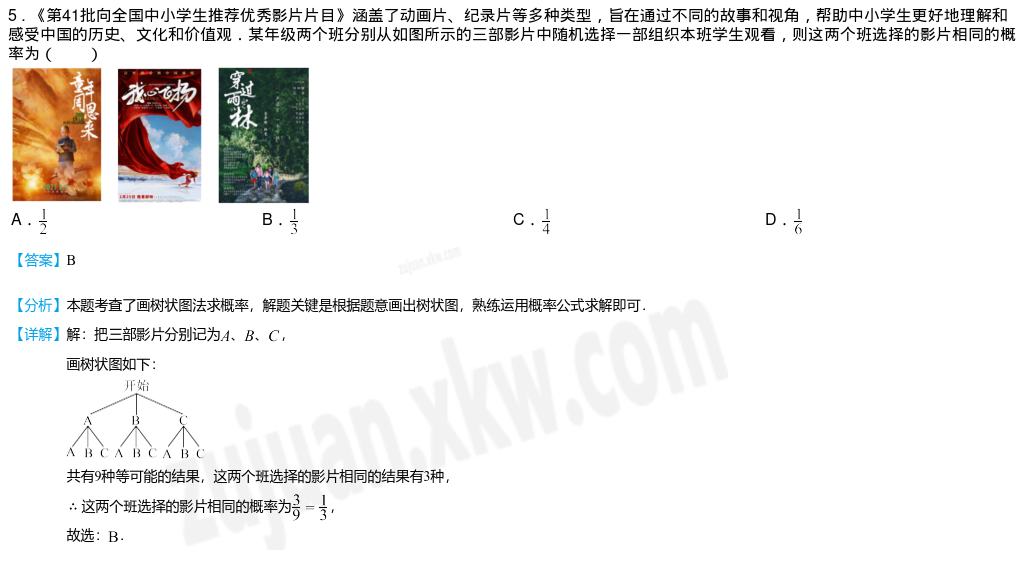 5．《第41批向全国中小学生推荐优秀影片片目》涵盖了动画片、纪录片等多种类型，旨在通过不同的故事和视角，帮助中小学生更好地理解和
感受中国的历史、文化和价值观．某年级两个班分别从如图所示的三部影片中随机选择一部组织本班学生观看，则这两个班选择的影片相同的概
率为（　　）
童年周恩来
我心飞扬
穿过雨林
A．1/2 B．1/3 C．1/4 D．1/6
【答案】B
zujuan.xkw.com
【分析】本题考查了画树状图法求概率，解题关键是根据题意画出树状图，熟练运用概率公式求解即可．
【详解】解：把三部影片分别记为A、B、C，
画树状图如下：
开始
A B C
A B C A B C A B C
共有9种等可能的结果，这两个班选择的影片相同的结果有3种，
∴这两个班选择的影片相同的概率为3/9＝1/3，
故选：B．
zujuan.xkw.com